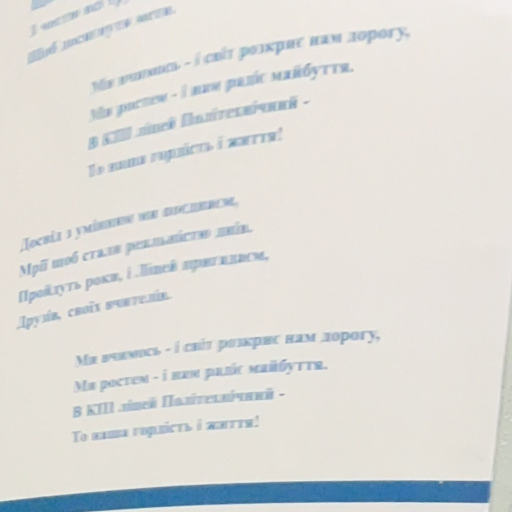 З честю всі
Щоб досягнути мети.
Ми вчимось - і світ розкриє нам дорогу,
Ми ростем - і нам радіє майбуття.
В КПІ ліцей Політехнічний -
То наша гордість і життя!
Досвід з умінням ми поєднаєм,
Мрії щоб стали реальністю днів.
Пройдуть роки, і Ліцей пригадаєм,
Друзів, своїх вчителів.
Ми вчимось - і світ розкриє нам дорогу,
Ми ростем - і нам радіє майбуття.
В КПІ ліцей Політехнічний -
То наша гордість і життя!